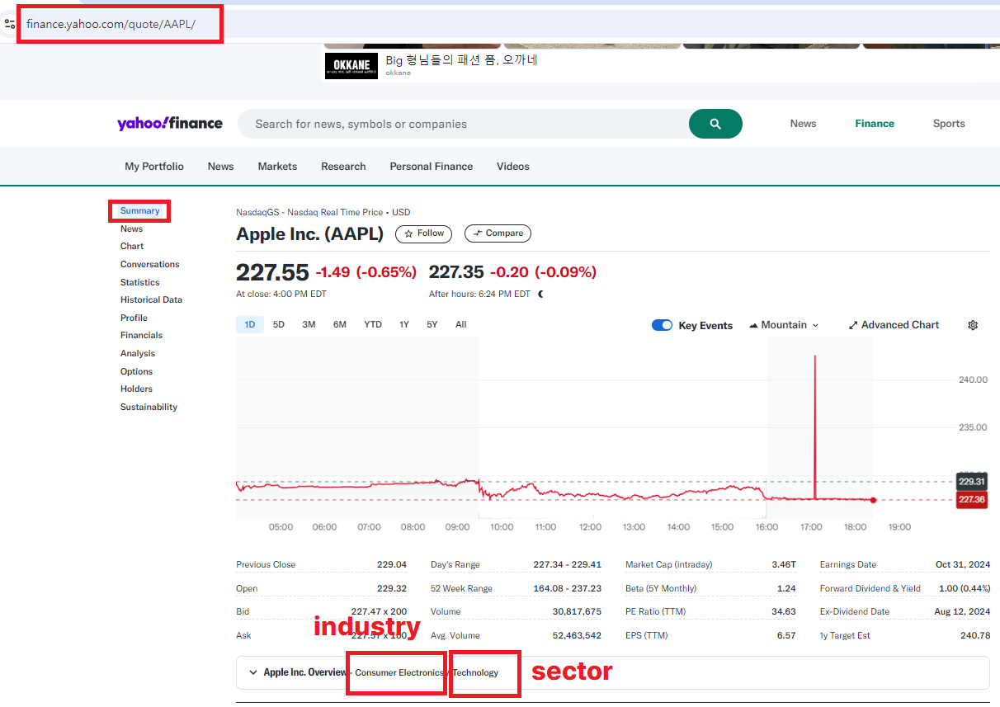 finance.yahoo.com/quote/AAPL/
OKKANE
Big 형님들의 패션 폼, 오까네
okkane
yahoo!finance
Search for news, symbols or companies
News Finance Sports
My Portfolio News Markets Research Personal Finance Videos
Summary
News
Chart
Conversations
Statistics
Historical Data
Profile
Financials
Analysis
Options
Holders
Sustainability
NasdaqGS - Nasdaq Real Time Price • USD
Apple Inc. (AAPL) Follow Compare
227.55 -1.49 (-0.65%) 227.35 -0.20 (-0.09%)
At close: 4:00 PM EDT After hours: 6:24 PM EDT
1D 5D 3M 6M YTD 1Y 5Y All Key Events Mountain Advanced Chart
240.00
235.00
229.31
227.36
05:00 06:00 07:00 08:00 09:00 10:00 11:00 12:00 13:00 14:00 15:00 16:00 17:00 18:00 19:00
Previous Close 229.04 Day's Range 227.34 - 229.41 Market Cap (intraday) 3.46T Earnings Date Oct 31, 2024
Open 229.32 52 Week Range 164.08 - 237.23 Beta (5Y Monthly) 1.24 Forward Dividend & Yield 1.00 (0.44%)
Bid 227.47 x 200 Volume 30,817,675 PE Ratio (TTM) 34.63 Ex-Dividend Date Aug 12, 2024
industry
Ask 227.57 x 100 Avg. Volume 52,463,542 EPS (TTM) 6.57 1y Target Est 240.78
Apple Inc. Overview - Consumer Electronics / Technology
sector